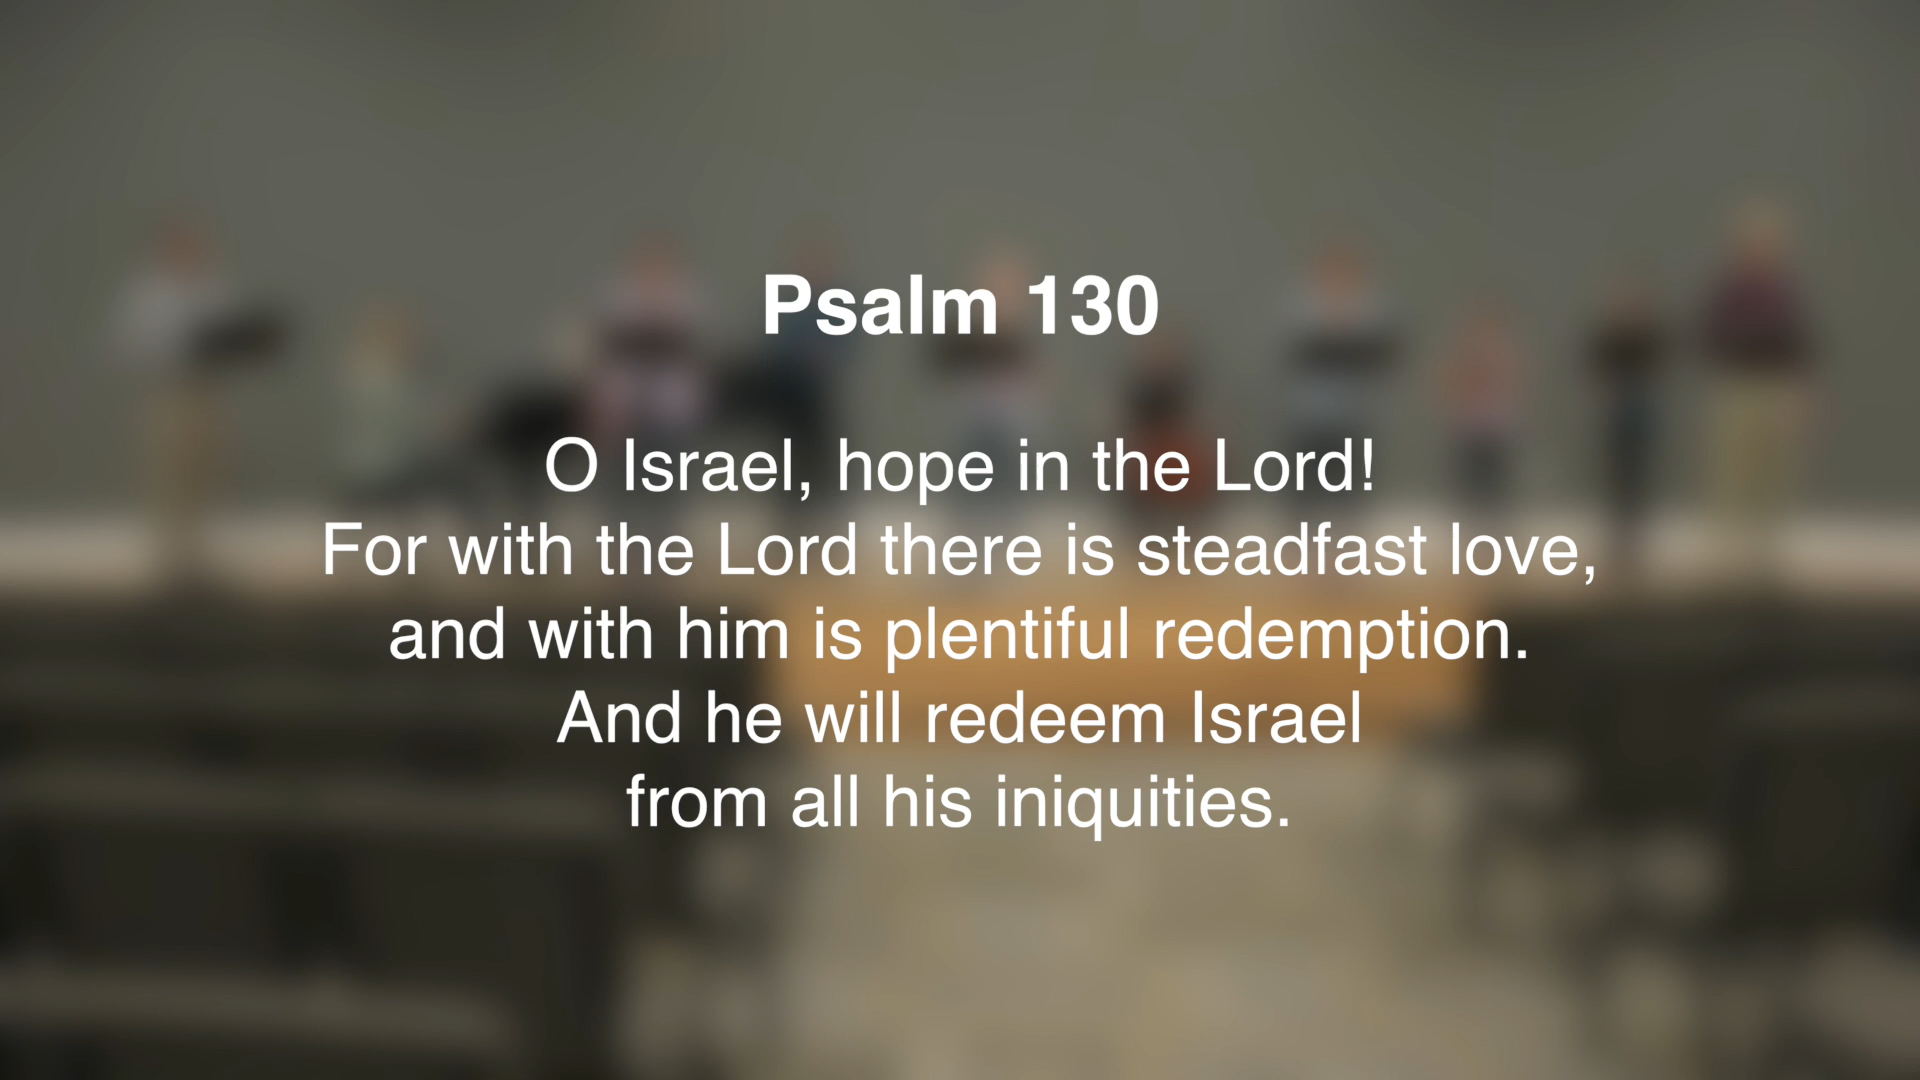 Psalm 130
O Israel, hope in the Lord!
For with the Lord there is steadfast love,
and with him is plentiful redemption.
And he will redeem Israel
from all his iniquities.